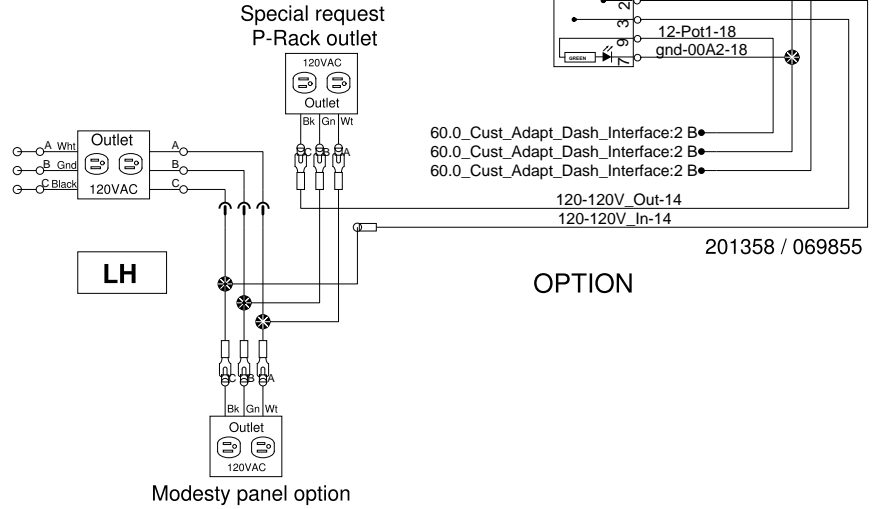 Special request
P-Rack outlet
120VAC
Outlet
Bk Gn Wt
C B A
2
3
9
7
GREEN
12-Pot1-18
gnd-00A2-18
60.0_Cust_Adapt_Dash_Interface:2 B
60.0_Cust_Adapt_Dash_Interface:2 B
60.0_Cust_Adapt_Dash_Interface:2 B
A Wht
B Gnd
C Black
Outlet
120VAC
A
B
C
120-120V_Out-14
120-120V_In-14
201358 / 069855
LH
OPTION
C B A
Bk Gn Wt
Outlet
120VAC
Modesty panel option